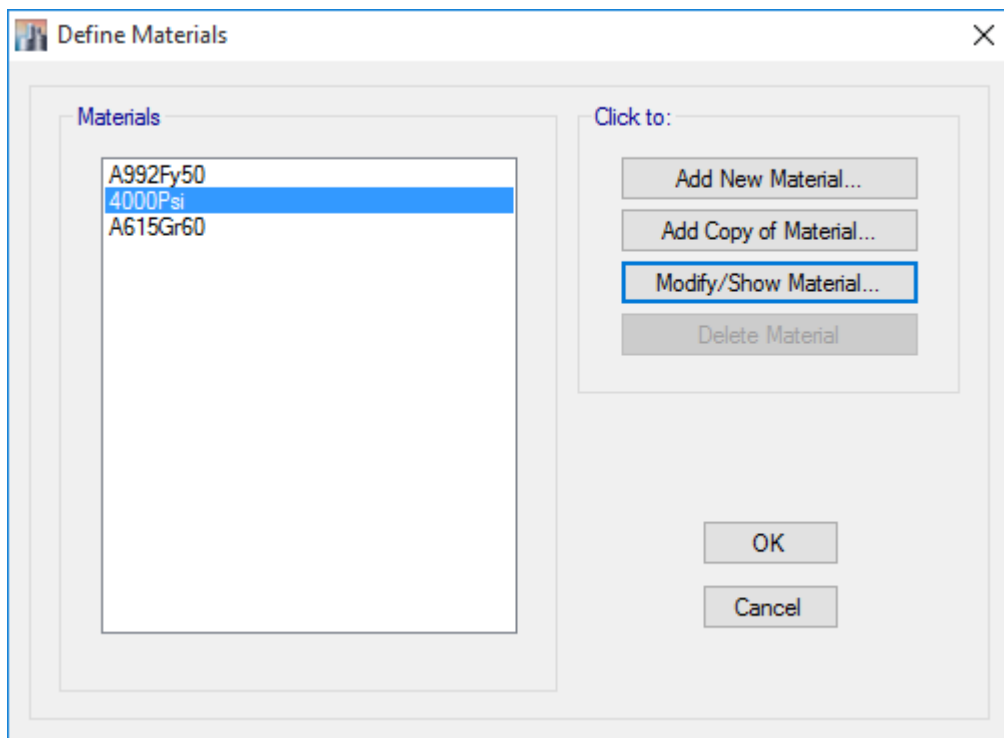 Define Materials
Materials
A992Fy50
4000Psi
A615Gr60
Click to:
Add New Material...
Add Copy of Material...
Modify/Show Material...
Delete Material
OK
Cancel